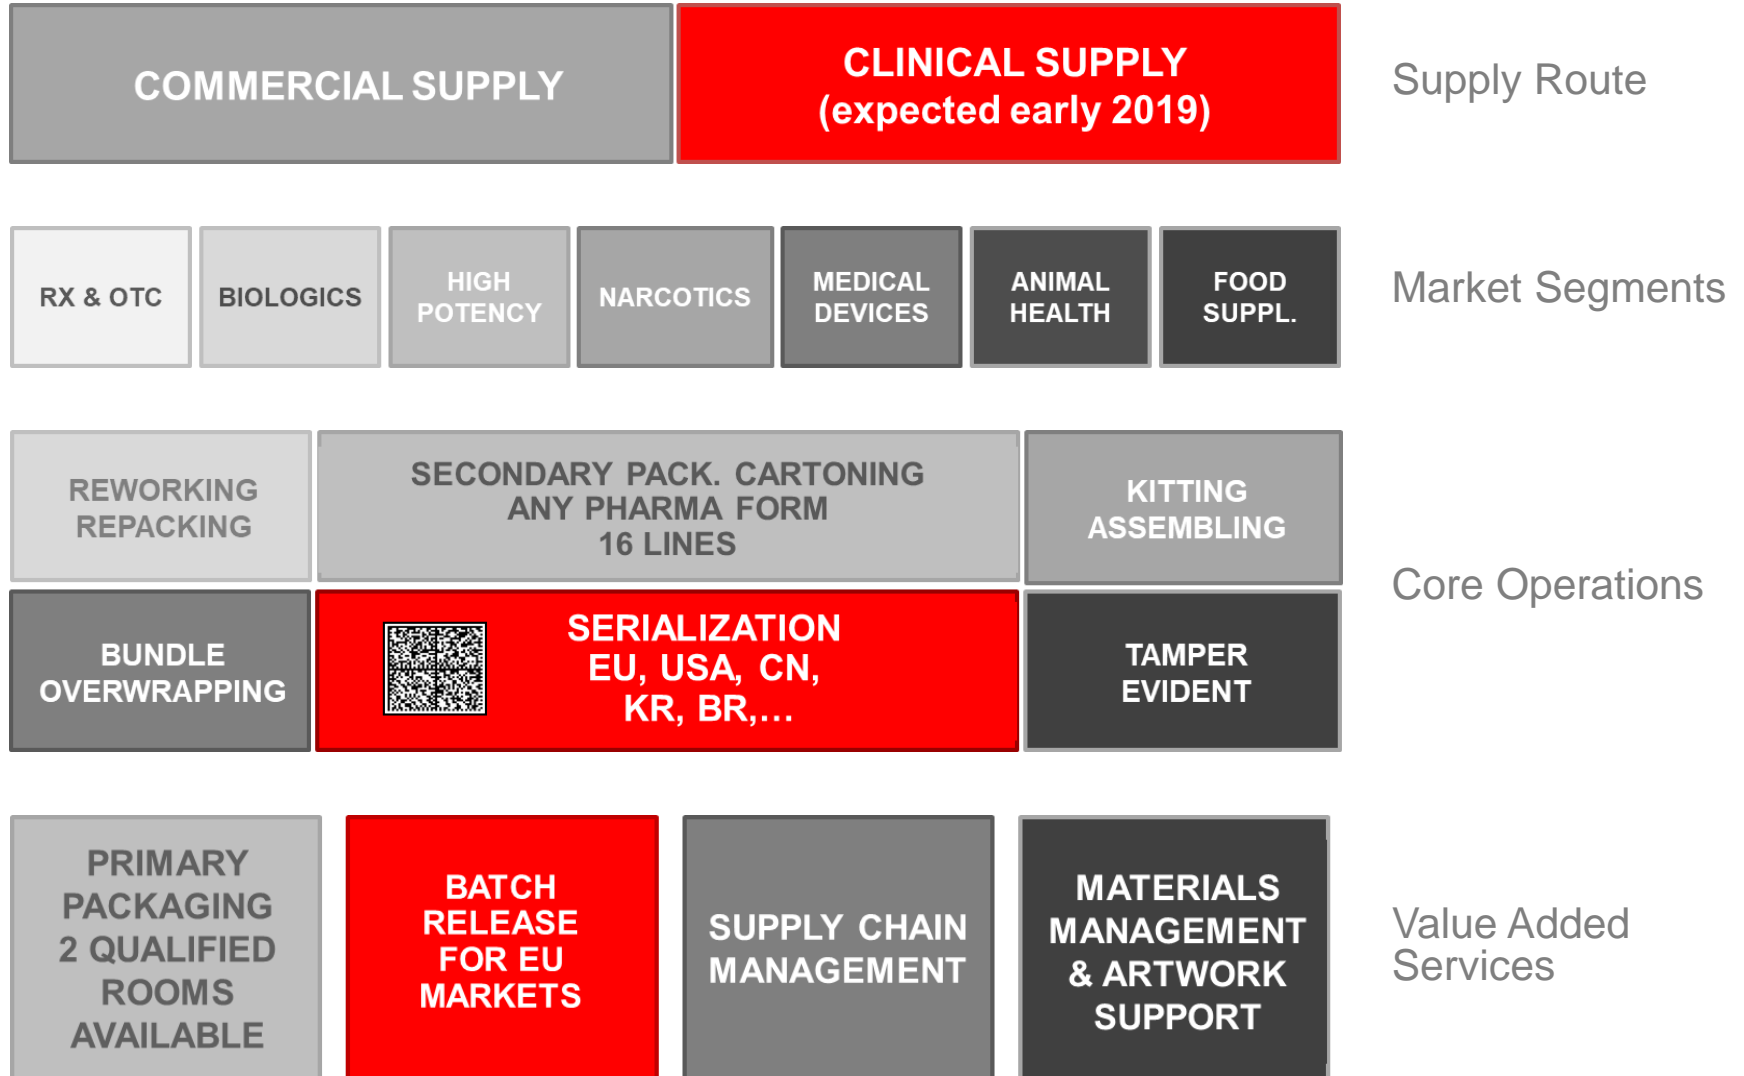 COMMERCIAL SUPPLY
CLINICAL SUPPLY
(expected early 2019)
Supply Route
RX & OTC
BIOLOGICS
HIGH
POTENCY
NARCOTICS
MEDICAL
DEVICES
ANIMAL
HEALTH
FOOD
SUPPL.
Market Segments
REWORKING
REPACKING
SECONDARY PACK. CARTONING
ANY PHARMA FORM
16 LINES
KITTING
ASSEMBLING
Core Operations
BUNDLE
OVERWRAPPING
SERIALIZATION
EU, USA, CN,
KR, BR,...
TAMPER
EVIDENT
PRIMARY
PACKAGING
2 QUALIFIED
ROOMS
AVAILABLE
BATCH
RELEASE
FOR EU
MARKETS
SUPPLY CHAIN
MANAGEMENT
MATERIALS
MANAGEMENT
& ARTWORK
SUPPORT
Value Added
Services